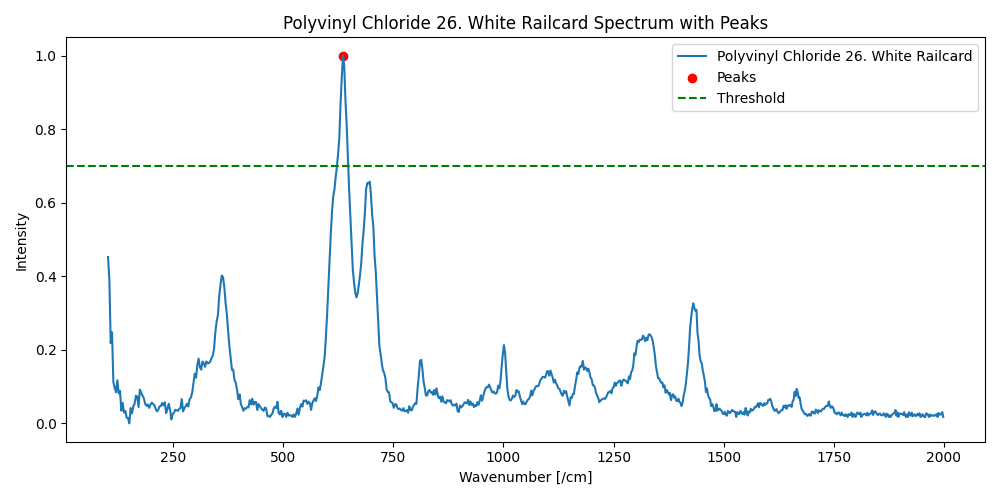 Polyvinyl Chloride 26. White Railcard Spectrum with Peaks
Polyvinyl Chloride 26. White Railcard
Peaks
Threshold
Intensity
1.0
0.8
0.6
0.4
0.2
0.0
250 500 750 1000 1250 1500 1750 2000
Wavenumber [/cm]